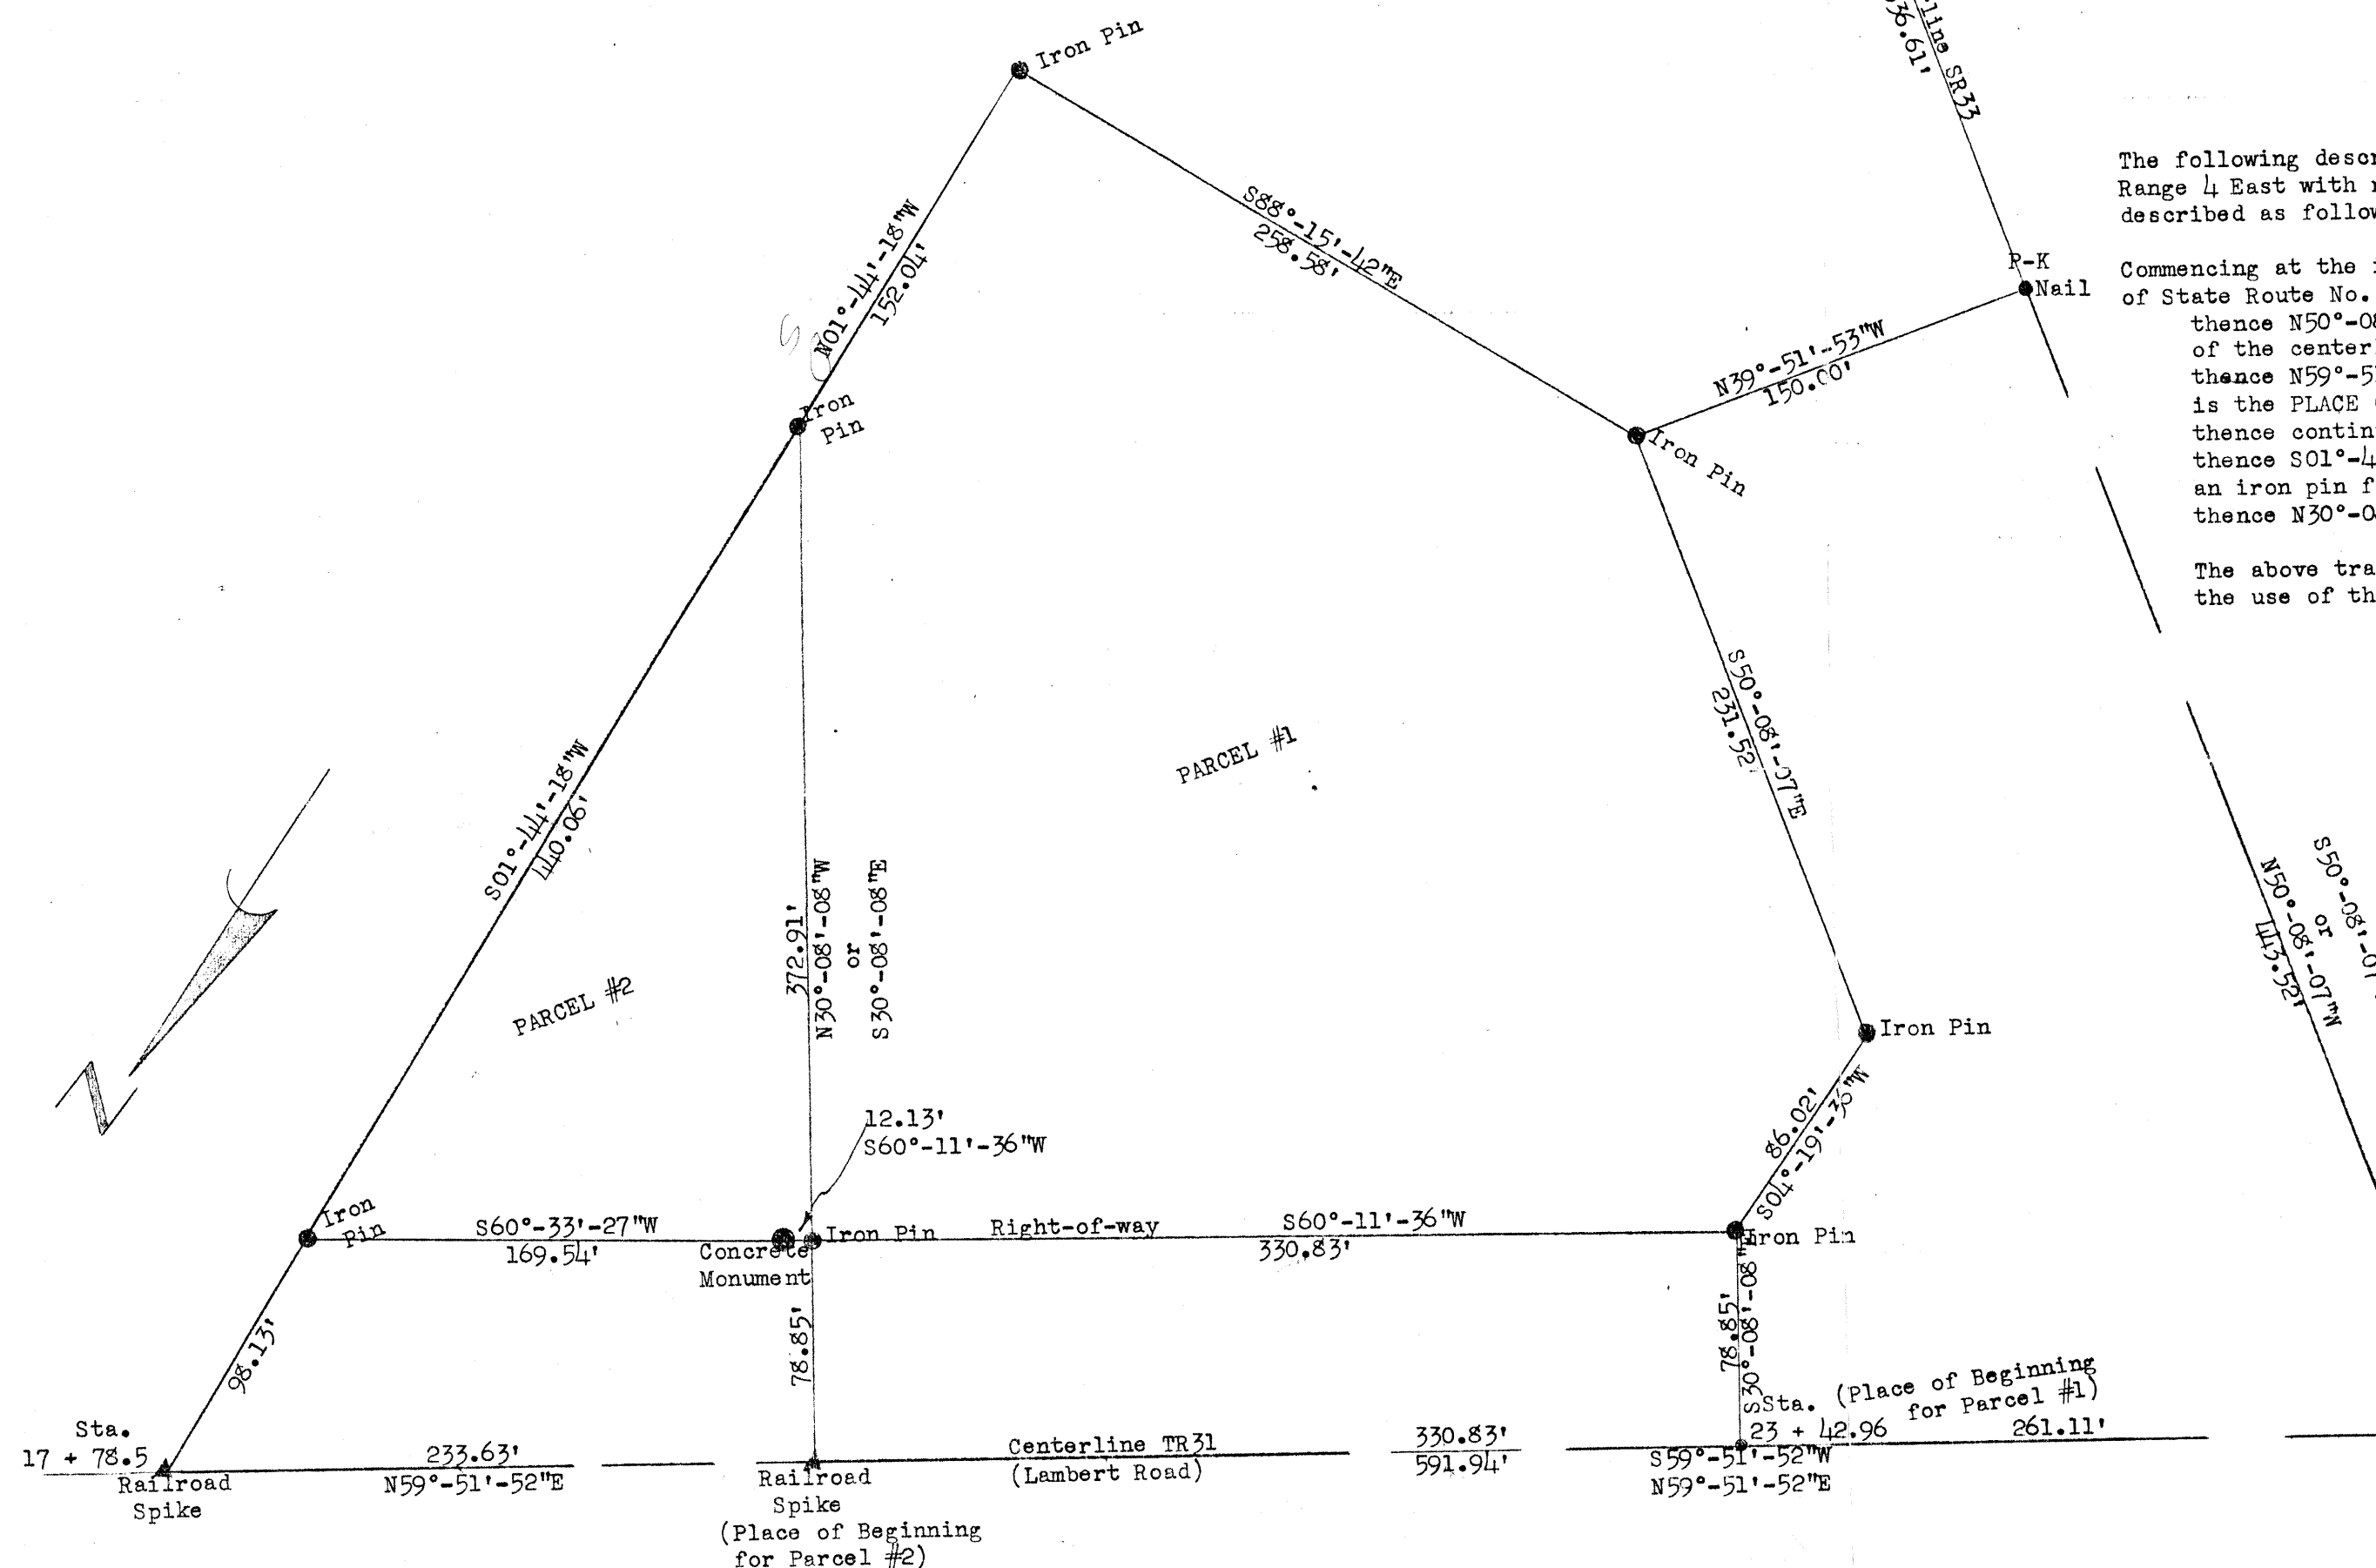 Iron Pin
line SR33
36.61'
S88°-15'-42"E
258.58'
N01°-44'-18"W
152.04'
Iron
Pin
P-K
Nail
N39°-51'-53"W
150.00'
Iron Pin
The following descr
Range 4 East with r
described as follow
Commencing at the
of State Route No.
thence N50°-08
of the center
thence N59°-5
is the PLACE
thence contin
thence S01°-4
an iron pin f
thence N30°-0
The above tra
the use of th
S50°-08'-07"E
231.52'
PARCEL #1
S01°-44'-18"W
440.06'
372.91'
N30°-08'-08"W
or
S30°-08'-08"E
PARCEL #2
S50°-08'-07
or
N50°-08'-07"W
443.52'
N
Iron Pin
86.02'
S04°-19'-36"W
12.13'
S60°-11'-36"W
Iron
Pin
S60°-33'-27"W
169.54'
Concrete
Monument
Iron Pin
Right-of-way
S60°-11'-36"W
330.83'
Iron Pin
98.13'
78.85'
78.85'
S30°-08'-08"
Sta.
17 + 78.5
Railroad
Spike
233.63'
N59°-51'-52"E
Railroad
Spike
(Place of Beginning
for Parcel #2)
Centerline TR31
(Lambert Road)
330.83'
591.94'
Sta. (Place of Beginning
for Parcel #1)
23 + 42.96
261.11'
S59°-51'-52"W
N59°-51'-52"E